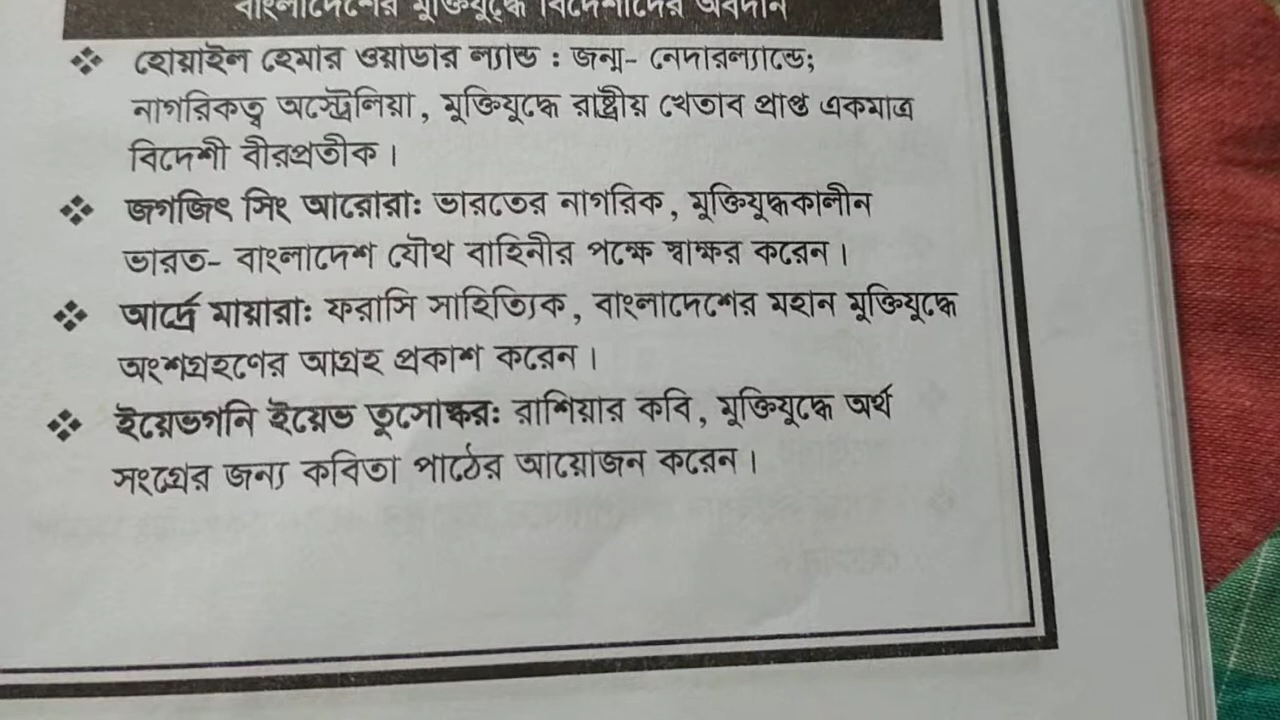 বাংলাদেশের মুক্তিযুদ্ধে বিদেশীদের অবদান
❖ হোয়াইল হেমার ওয়াডার ল্যান্ড : জন্ম- নেদারল্যান্ডে;
নাগরিকত্ব অস্ট্রেলিয়া, মুক্তিযুদ্ধে রাষ্ট্রীয় খেতাব প্রাপ্ত একমাত্র
বিদেশী বীরপ্রতীক।
❖ জগজিৎ সিং আরোরাঃ ভারতের নাগরিক, মুক্তিযুদ্ধকালীন
ভারত- বাংলাদেশ যৌথ বাহিনীর পক্ষে স্বাক্ষর করেন।
❖ আর্দ্রে মায়ারাঃ ফরাসি সাহিত্যিক, বাংলাদেশের মহান মুক্তিযুদ্ধে
অংশগ্রহণের আগ্রহ প্রকাশ করেন।
❖ ইয়েভগনি ইয়েভ তুসোঙ্করঃ রাশিয়ার কবি, মুক্তিযুদ্ধে অর্থ
সংগ্রের জন্য কবিতা পাঠের আয়োজন করেন।